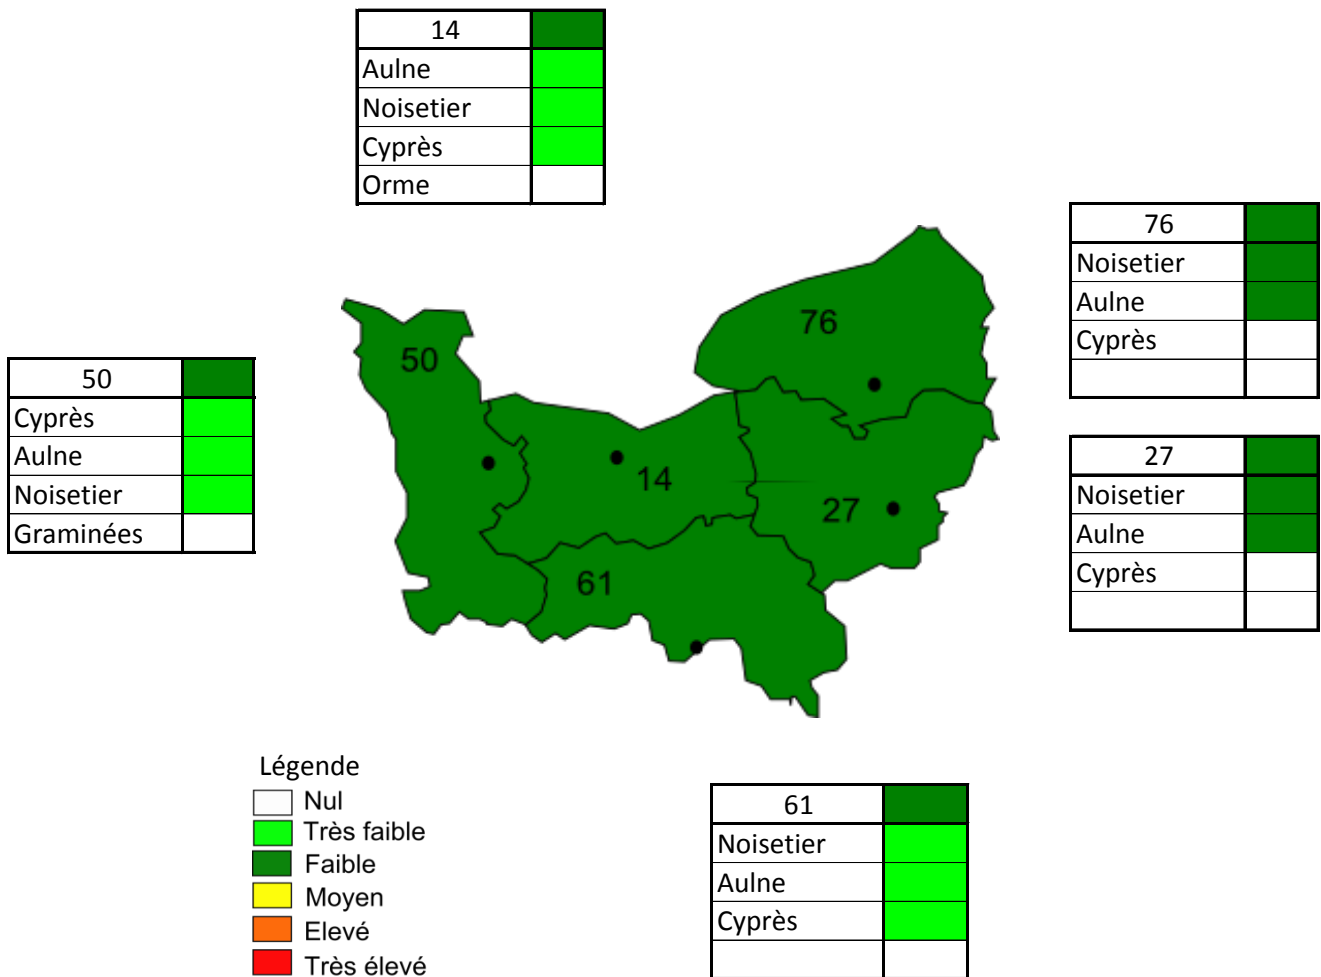 14
Aulne
Noisetier
Cyprès
Orme
76
Noisetier
Aulne
Cyprès
50
Cyprès
Aulne
Noisetier
Graminées
27
Noisetier
Aulne
Cyprès
76
50
14
27
61
Légende
Nul
Très faible
Faible
Moyen
Elevé
Très élevé
61
Noisetier
Aulne
Cyprès